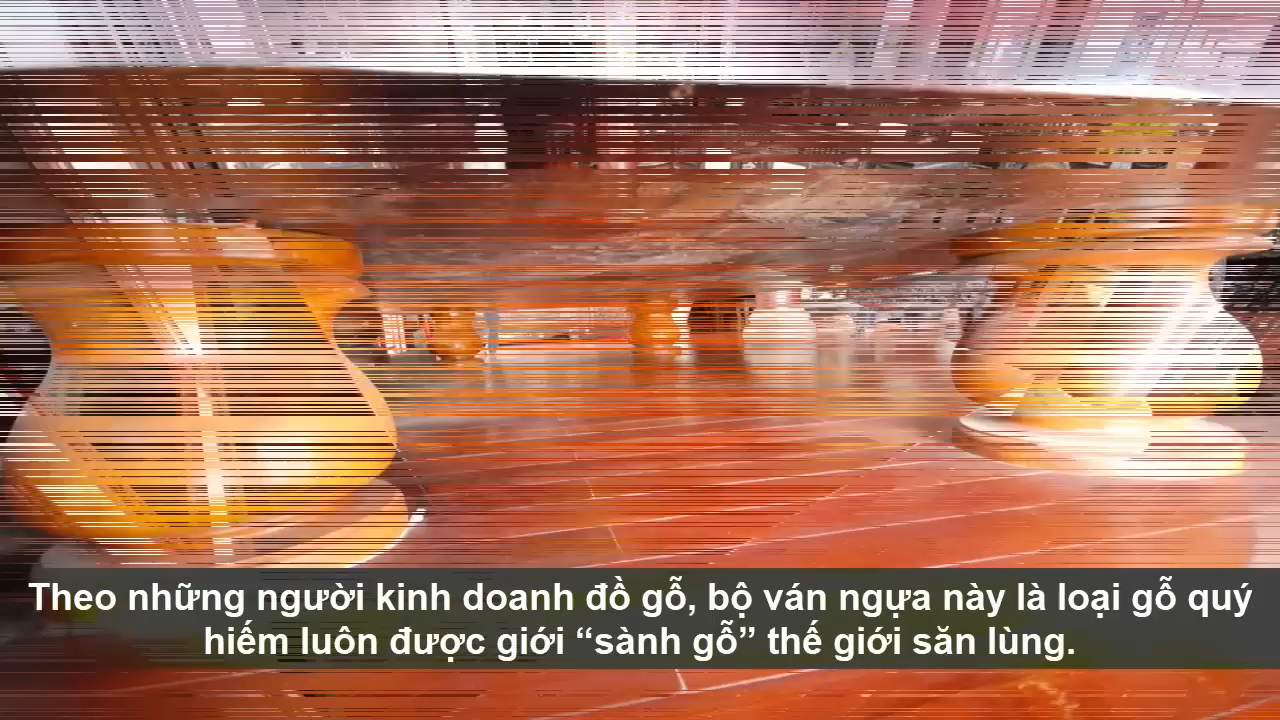 Theo những người kinh doanh đồ gỗ, bộ ván ngựa này là loại gỗ quý
hiếm luôn được giới “sành gỗ” thế giới săn lùng.